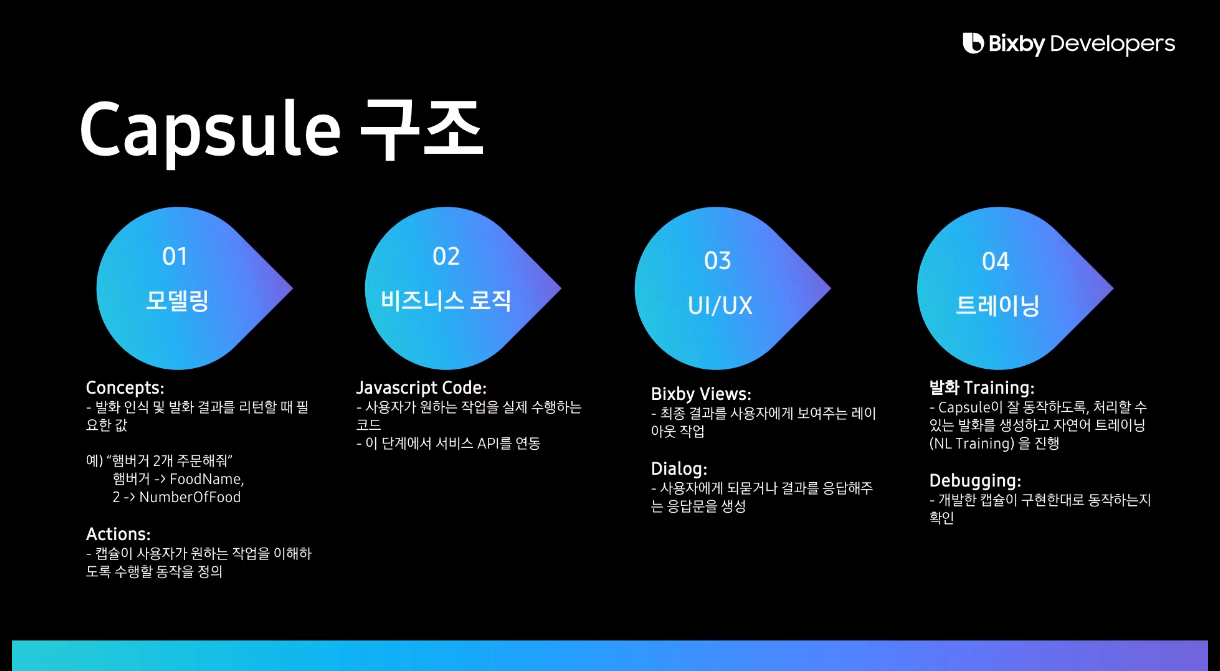 Bixby Developers
Capsule 구조
01
모델링
Concepts:
- 발화 인식 및 발화 결과를 리턴할 때 필
요한 값
예) “햄버거 2개 주문해줘”
햄버거 -> FoodName,
2 -> NumberOfFood
Actions:
- 캡슐이 사용자가 원하는 작업을 이해하
도록 수행할 동작을 정의
02
비즈니스 로직
Javascript Code:
- 사용자가 원하는 작업을 실제 수행하는
코드
- 이 단계에서 서비스 API를 연동
03
UI/UX
Bixby Views:
- 최종 결과를 사용자에게 보여주는 레이
아웃 작업
Dialog:
- 사용자에게 되묻거나 결과를 응답해주
는 응답문을 생성
04
트레이닝
발화 Training:
- Capsule이 잘 동작하도록, 처리할 수
있는 발화를 생성하고 자연어 트레이닝
(NL Training) 을 진행
Debugging:
- 개발한 캡슐이 구현한대로 동작하는지
확인